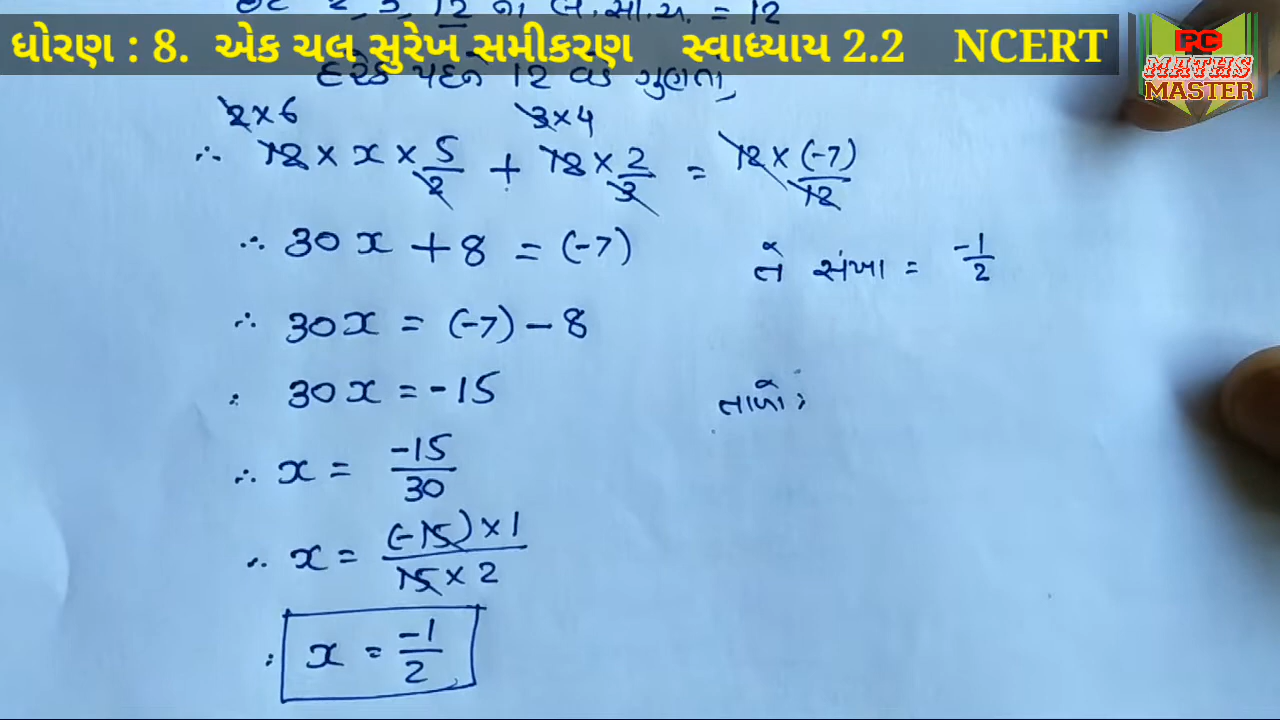 છેદ 2, 3, 12 નો લ.સા.અ. = 12
ધોરણ : 8. એક ચલ સુરેખ સમીકરણ સ્વાધ્યાય 2.2 NCERT
PC
MATHS
MASTER
દરેક પદને 12 વડે ગુણતાં,
2 × 6 3 × 4
∴ 12 × x × 5/2 + 12 × 2/3 = 12 × (-7)/12
∴ 30x + 8 = (-7)
તે સંખ્યા = -1/2
∴ 30x = (-7) - 8
∴ 30x = -15
તાળો :
∴ x = -15/30
∴ x = (-15) × 1/15 × 2
∴ x = -1/2